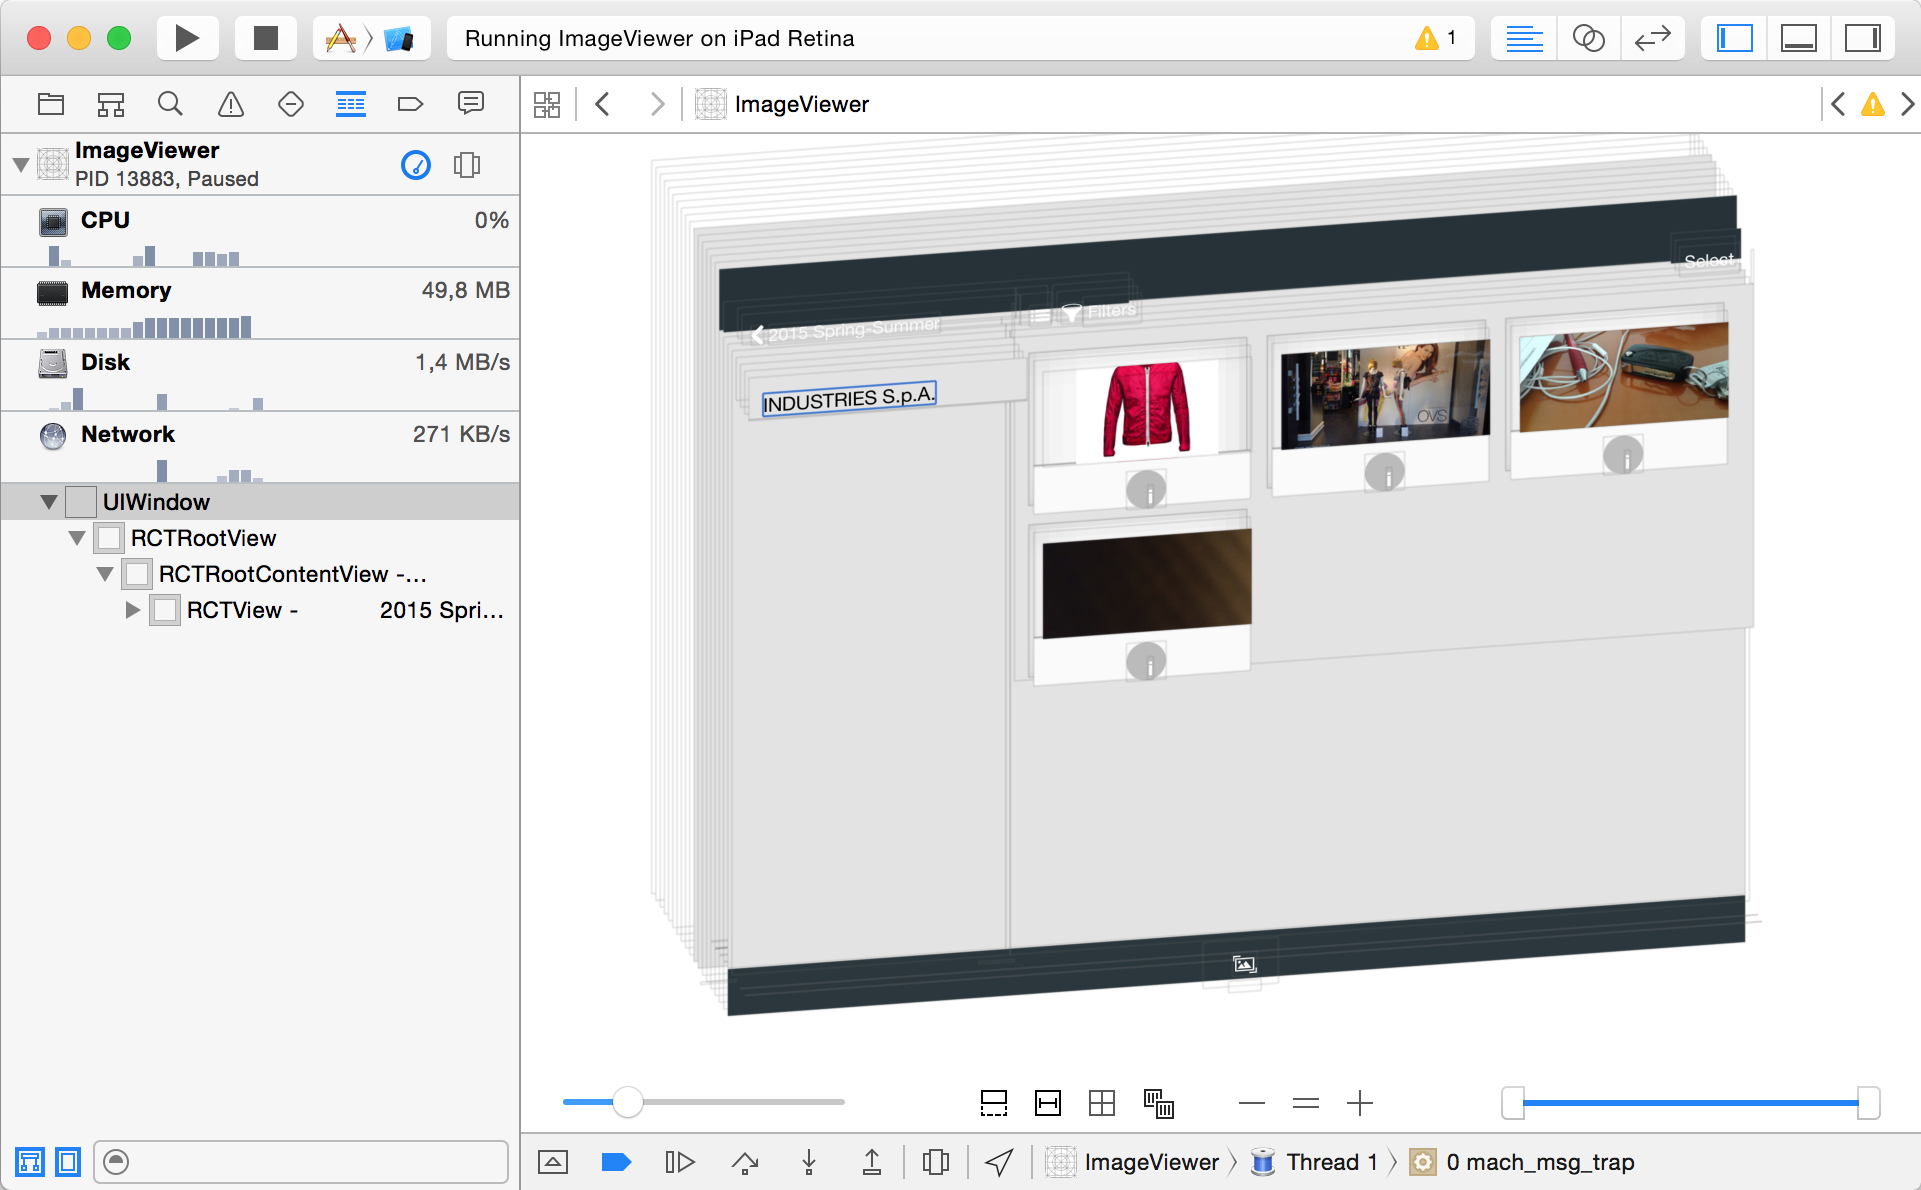 Running ImageViewer on iPad Retina
1
ImageViewer
ImageViewer
PID 13883, Paused
CPU
0%
Memory
49,8 MB
Disk
1,4 MB/s
Network
271 KB/s
UIWindow
RCTRootView
RCTRootContentView -...
RCTView - 2015 Spri...
Select
Filters
2015 Spring-Summer
INDUSTRIES S.p.A.
OVS
ImageViewer
Thread 1
0 mach_msg_trap